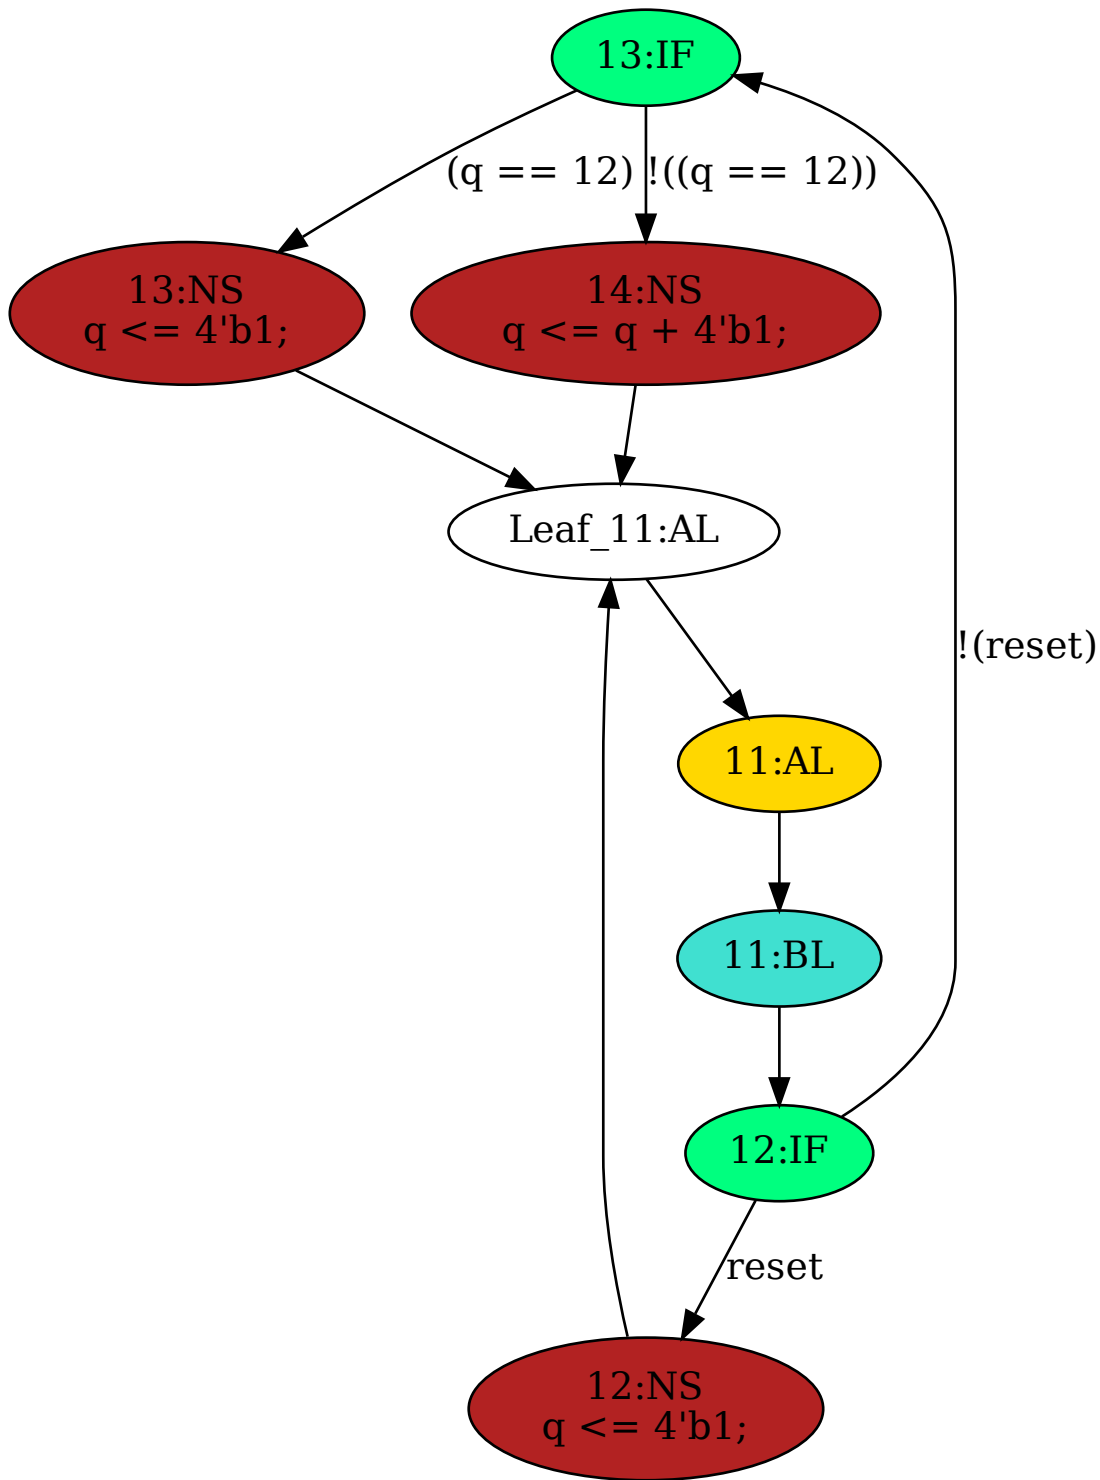 13:IF
(q == 12)
!((q == 12))
13:NS
q <= 4'b1;
14:NS
q <= q + 4'b1;
Leaf_11:AL
!(reset)
11:AL
11:BL
12:IF
reset
12:NS
q <= 4'b1;